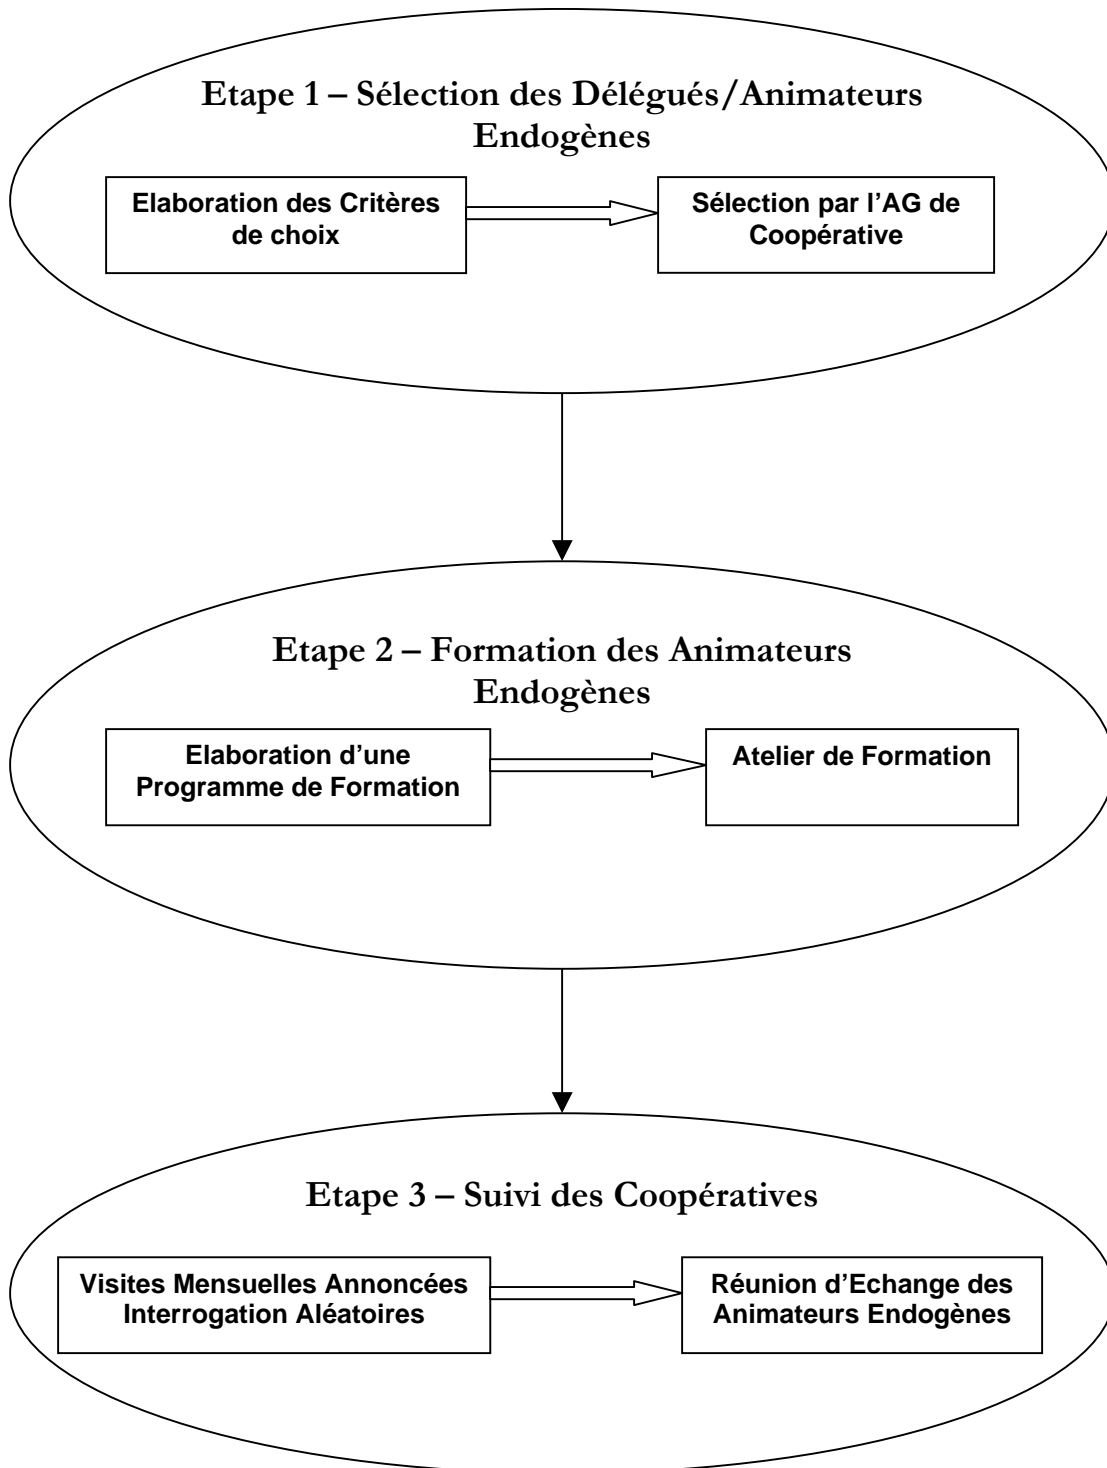 Etape 1 – Sélection des Délégués/Animateurs
Endogènes
Elaboration des Critères
de choix
Sélection par l’AG de
Coopérative
Etape 2 – Formation des Animateurs
Endogènes
Elaboration d’une
Programme de Formation
Atelier de Formation
Etape 3 – Suivi des Coopératives
Visites Mensuelles Annoncées
Interrogation Aléatoires
Réunion d’Echange des
Animateurs Endogènes